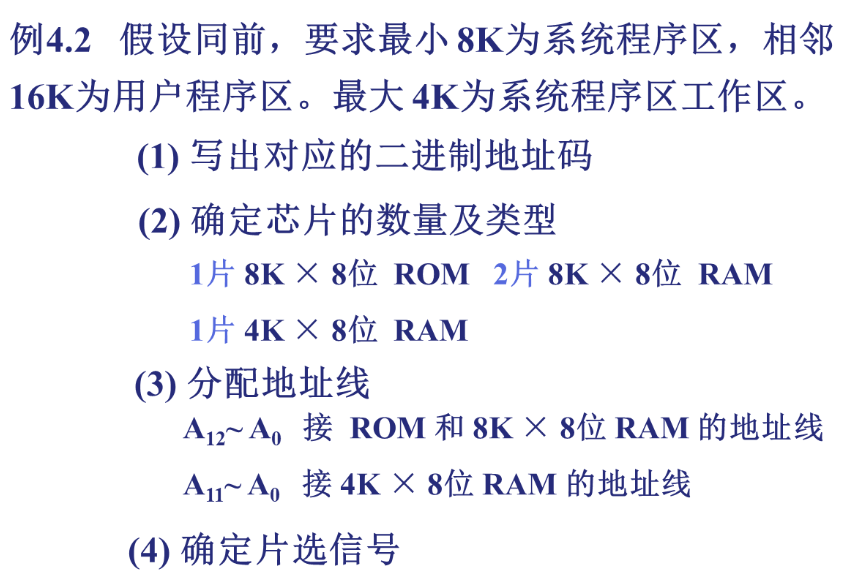 例4.2 假设同前，要求最小 8K为系统程序区，相邻
16K为用户程序区。最大 4K为系统程序区工作区。
(1) 写出对应的二进制地址码
(2) 确定芯片的数量及类型
1片 8K × 8位 ROM 2片 8K × 8位 RAM
1片 4K × 8位 RAM
(3) 分配地址线
A₁₂~ A₀ 接 ROM 和 8K × 8位 RAM 的地址线
A₁₁~ A₀ 接 4K × 8位 RAM 的地址线
(4) 确定片选信号